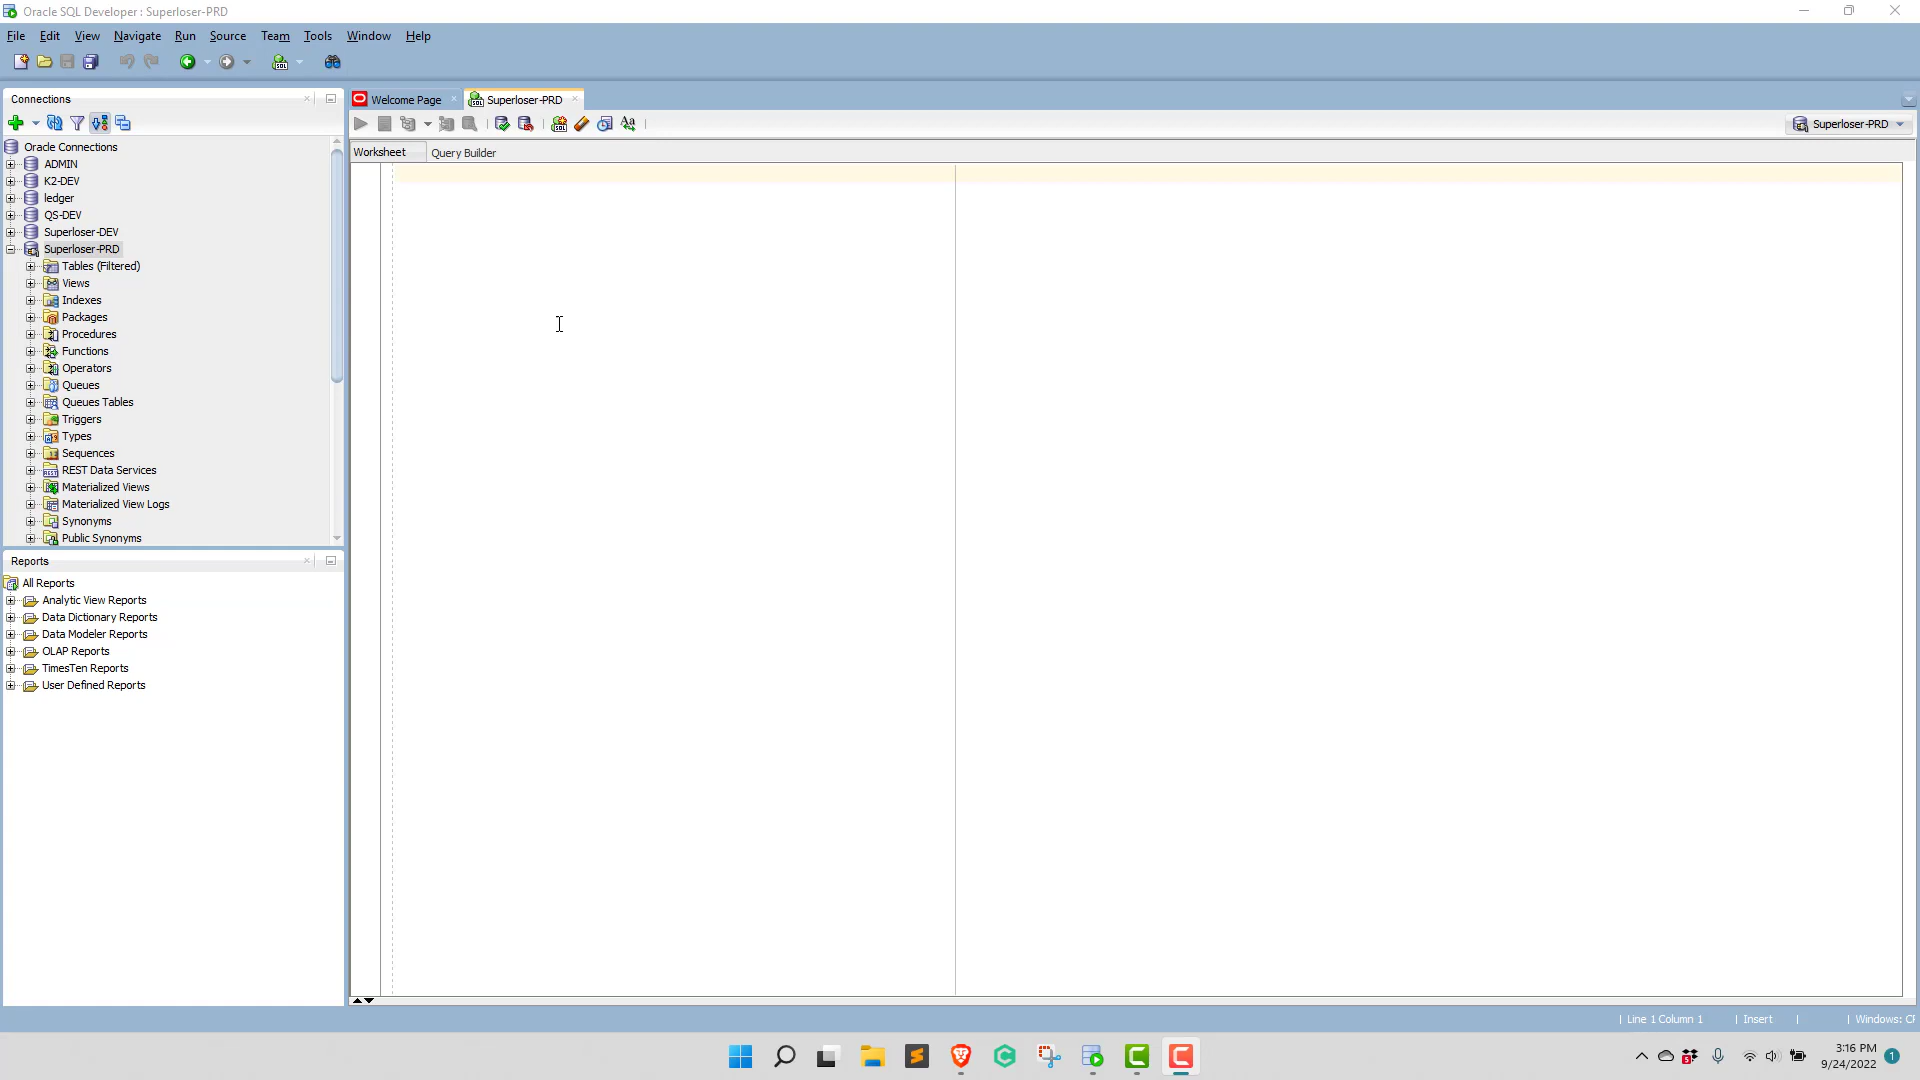 Oracle SQL Developer : Superloser-PRD
File Edit View Navigate Run Source Team Tools Window Help
Connections
Welcome Page
Superloser-PRD
Superloser-PRD
Worksheet
Query Builder
Oracle Connections
ADMIN
K2-DEV
ledger
QS-DEV
Superloser-DEV
Superloser-PRD
Tables (Filtered)
Views
Indexes
Packages
Procedures
Functions
Operators
Queues
Queues Tables
Triggers
Types
Sequences
REST Data Services
Materialized Views
Materialized View Logs
Synonyms
Public Synonyms
Reports
All Reports
Analytic View Reports
Data Dictionary Reports
Data Modeler Reports
OLAP Reports
TimesTen Reports
User Defined Reports
| Line 1 Column 1 | Insert | | Windows: CF
3:16 PM
9/24/2022
1